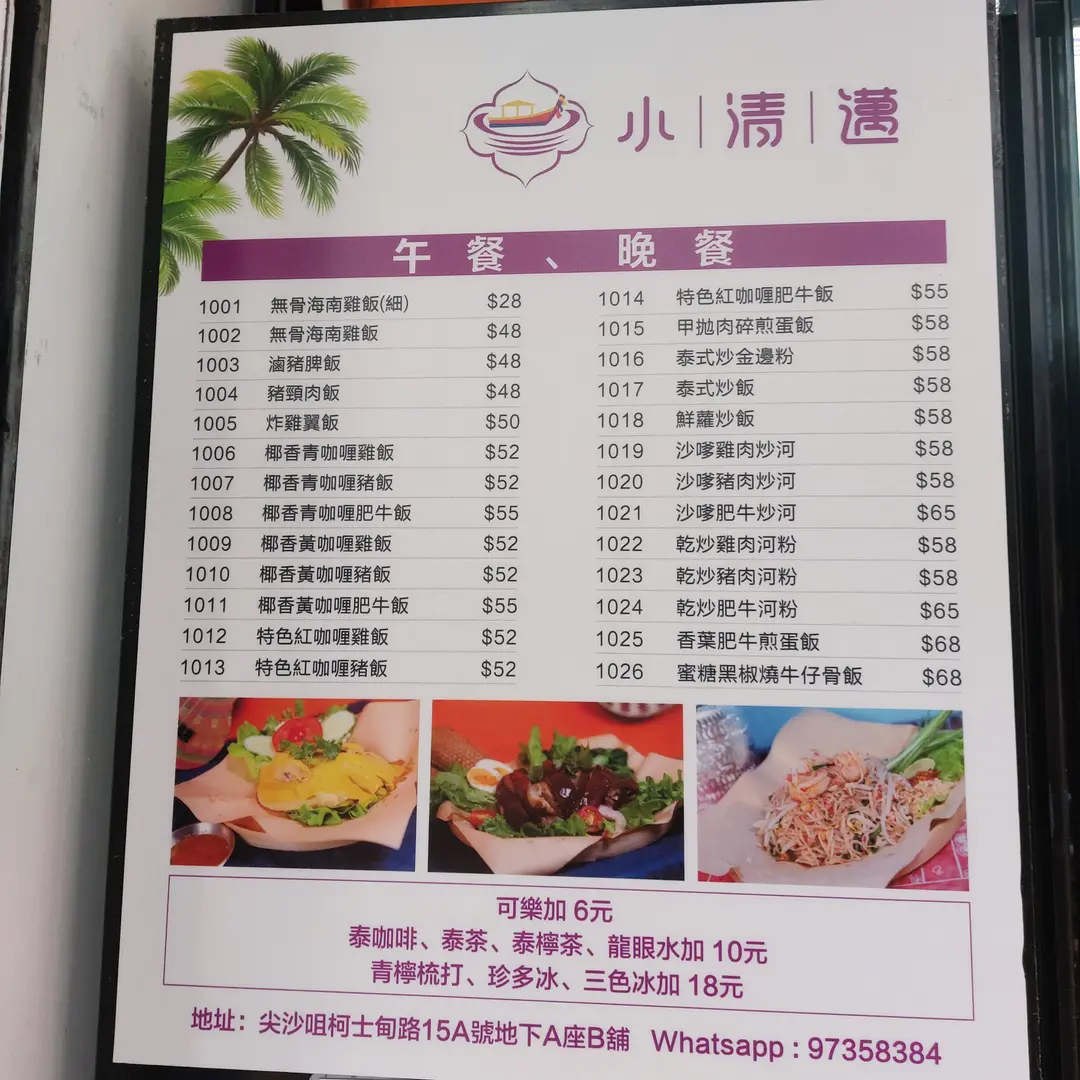 小清邁
午餐、晚餐
1001 無骨海南雞飯(細) $28
1002 無骨海南雞飯 $48
1003 滷豬脾飯 $48
1004 豬頸肉飯 $48
1005 炸雞翼飯 $50
1006 椰香青咖喱雞飯 $52
1007 椰香青咖喱豬飯 $52
1008 椰香青咖喱肥牛飯 $55
1009 椰香黃咖喱雞飯 $52
1010 椰香黃咖喱豬飯 $52
1011 椰香黃咖喱肥牛飯 $55
1012 特色紅咖喱雞飯 $52
1013 特色紅咖喱豬飯 $52
1014 特色紅咖喱肥牛飯 $55
1015 甲抛肉碎煎蛋飯 $58
1016 泰式炒金邊粉 $58
1017 泰式炒飯 $58
1018 鮮蘿炒飯 $58
1019 沙嗲雞肉炒河 $58
1020 沙嗲豬肉炒河 $58
1021 沙嗲肥牛炒河 $65
1022 乾炒雞肉河粉 $58
1023 乾炒豬肉河粉 $58
1024 乾炒肥牛河粉 $65
1025 香葉肥牛煎蛋飯 $68
1026 蜜糖黑椒燒牛仔骨飯 $68
可樂加 6元
泰咖啡、泰茶、泰檸茶、龍眼水加 10元
青檸梳打、珍多冰、三色冰加 18元
地址：尖沙咀柯士甸路15A號地下A座B舖 Whatsapp : 97358384